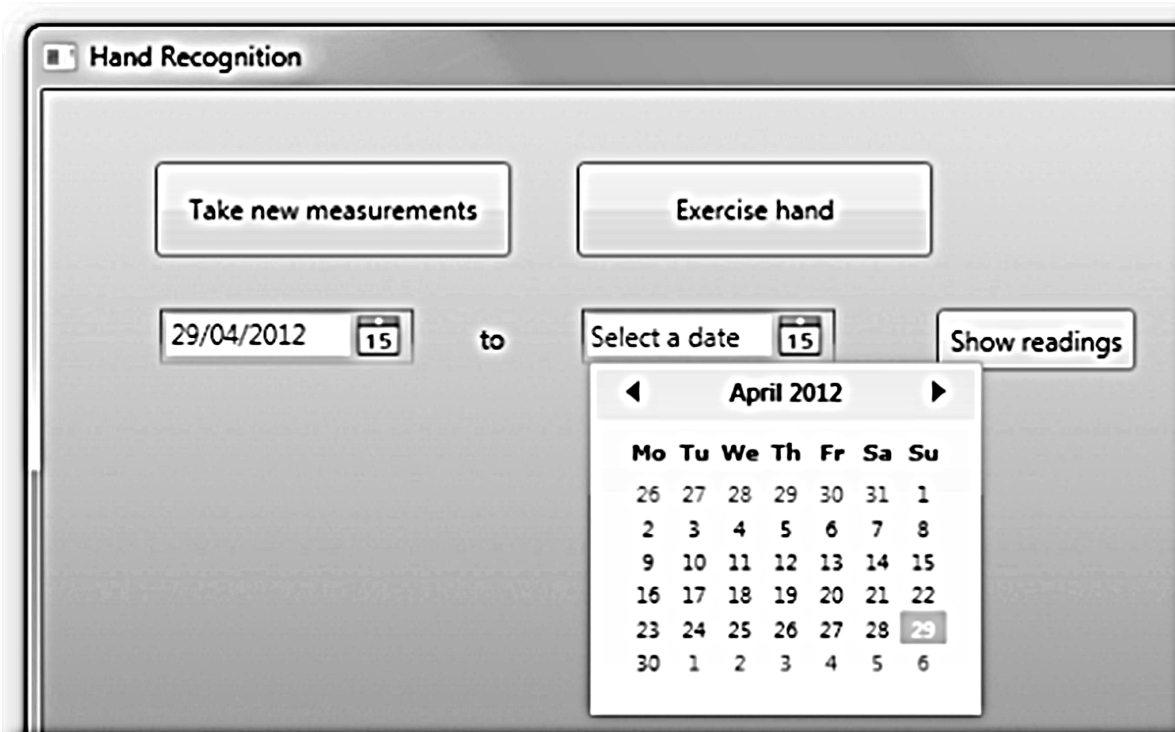 Hand Recognition
Take new measurements Exercise hand
29/04/2012 15 to Select a date 15 Show readings
April 2012
Mo Tu We Th Fr Sa Su
26 27 28 29 30 31 1
2 3 4 5 6 7 8
9 10 11 12 13 14 15
16 17 18 19 20 21 22
23 24 25 26 27 28 29
30 1 2 3 4 5 6